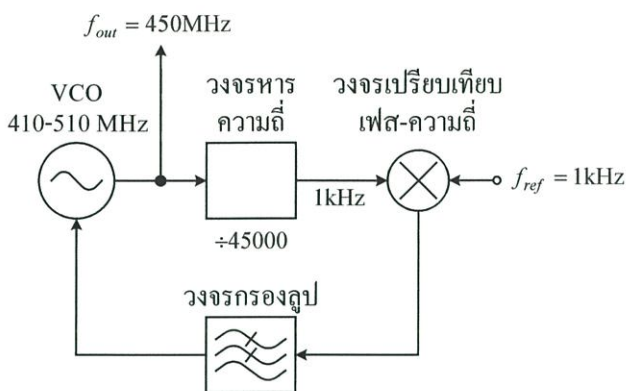 f_out = 450MHz
VCO
410-510 MHz
วงจรหาร
ความถี่
วงจรเปรียบเทียบ
เฟส-ความถี่
1kHz
f_ref = 1kHz
÷45000
วงจรกรองลูป